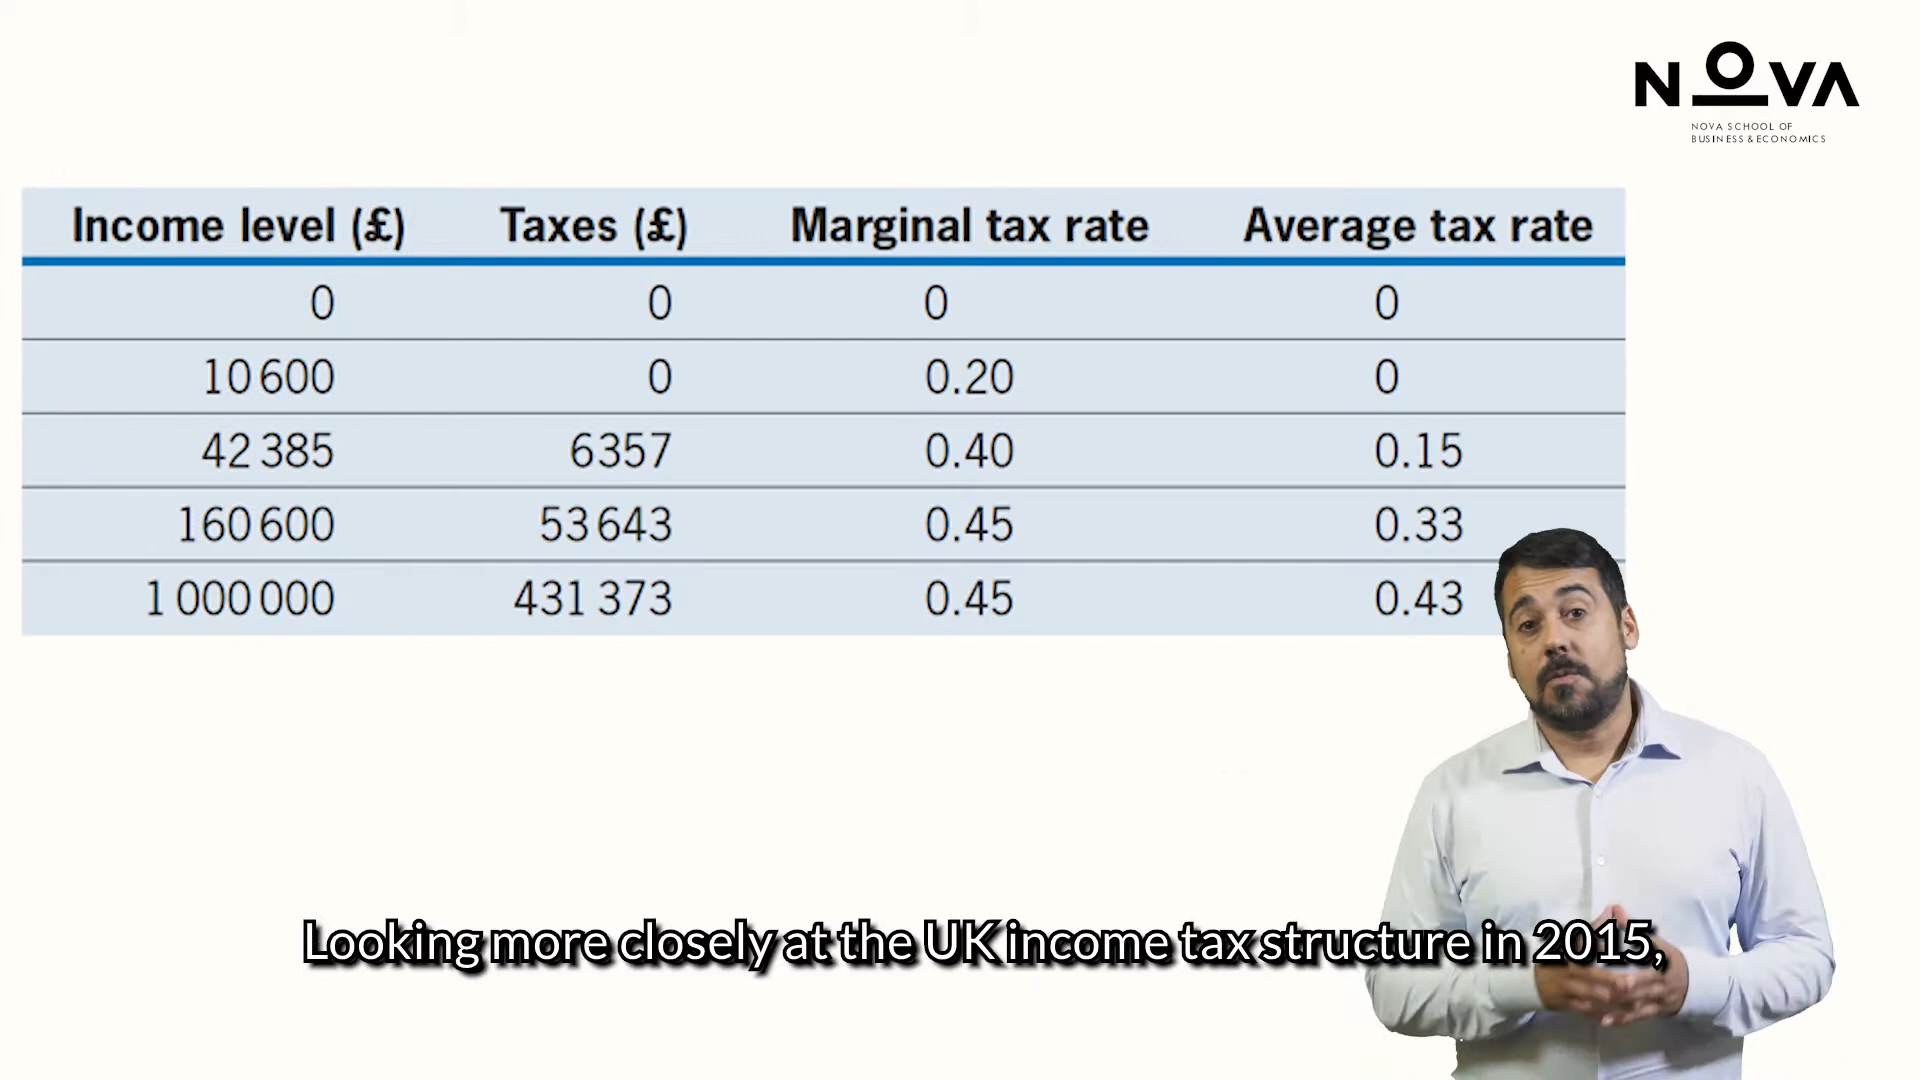 NOVA
NOVA SCHOOL OF
BUSINESS & ECONOMICS
Income level (£) Taxes (£) Marginal tax rate Average tax rate
0 0 0 0
10 600 0 0.20 0
42 385 6357 0.40 0.15
160 600 53 643 0.45 0.33
1 000 000 431 373 0.45 0.43
Looking more closely at the UK income tax structure in 2015,